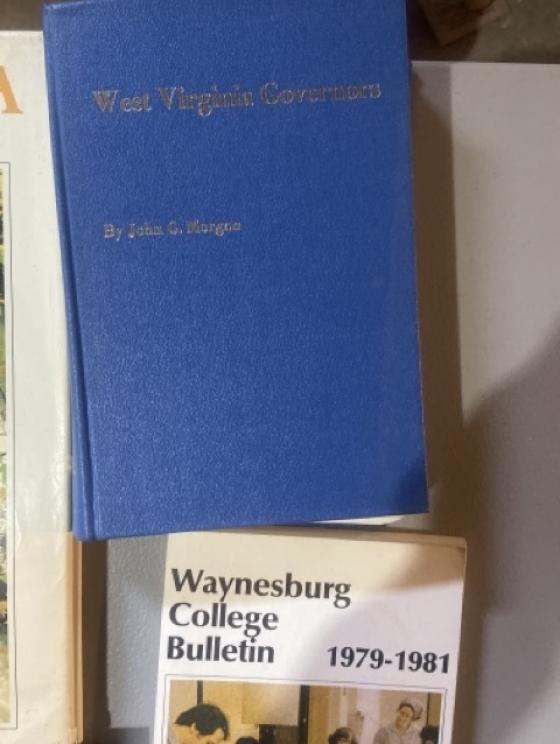 West Virginia Governors
By John G. Morgan
Waynesburg
College
Bulletin 1979-1981
A